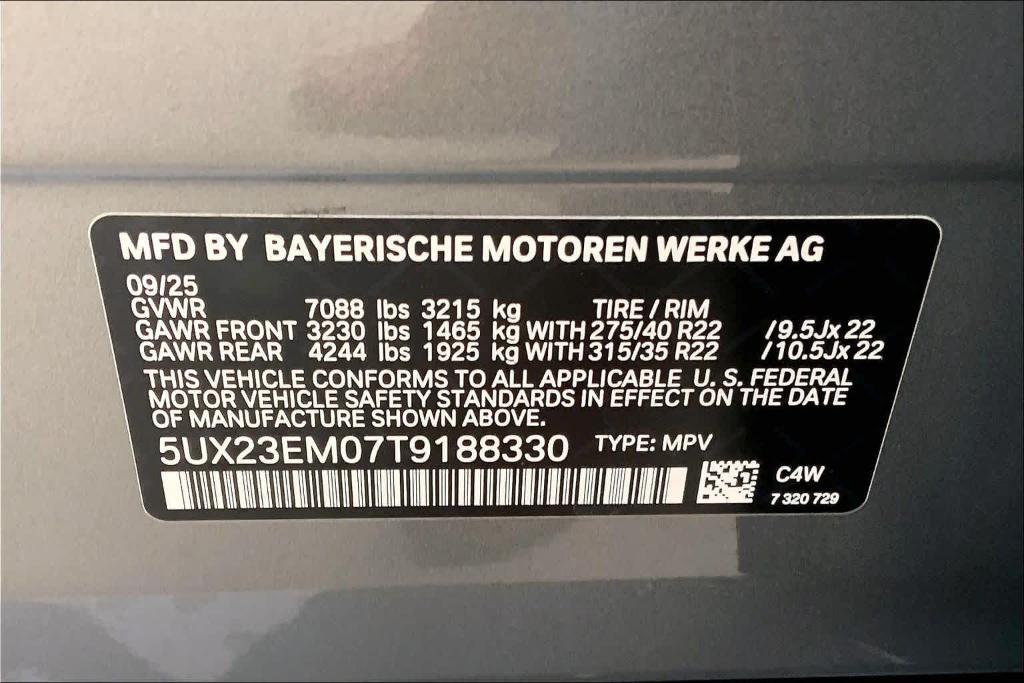 MFD BY BAYERISCHE MOTOREN WERKE AG
09/25
GVWR 7088 lbs 3215 kg TIRE / RIM
GAWR FRONT 3230 lbs 1465 kg WITH 275/40 R22 /9.5Jx 22
GAWR REAR 4244 lbs 1925 kg WITH 315/35 R22 /10.5Jx 22
THIS VEHICLE CONFORMS TO ALL APPLICABLE U. S. FEDERAL
MOTOR VEHICLE SAFETY STANDARDS IN EFFECT ON THE DATE
OF MANUFACTURE SHOWN ABOVE.
5UX23EM07T9188330 TYPE: MPV
C4W
7 320 729